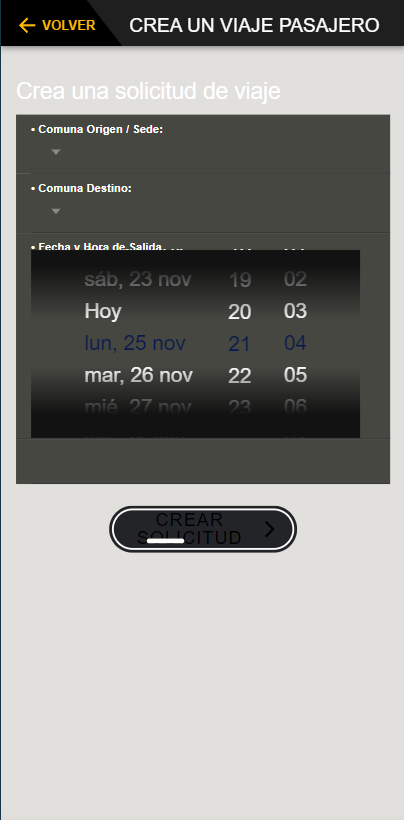 VOLVER
CREA UN VIAJE PASAJERO
Crea una solicitud de viaje
• Comuna Origen / Sede:
• Comuna Destino:
• Fecha y Hora de Salida
sáb, 23 nov 19 02
Hoy 20 03
lun, 25 nov 21 04
mar, 26 nov 22 05
mié, 27 nov 23 06
CREAR
SOLICITUD